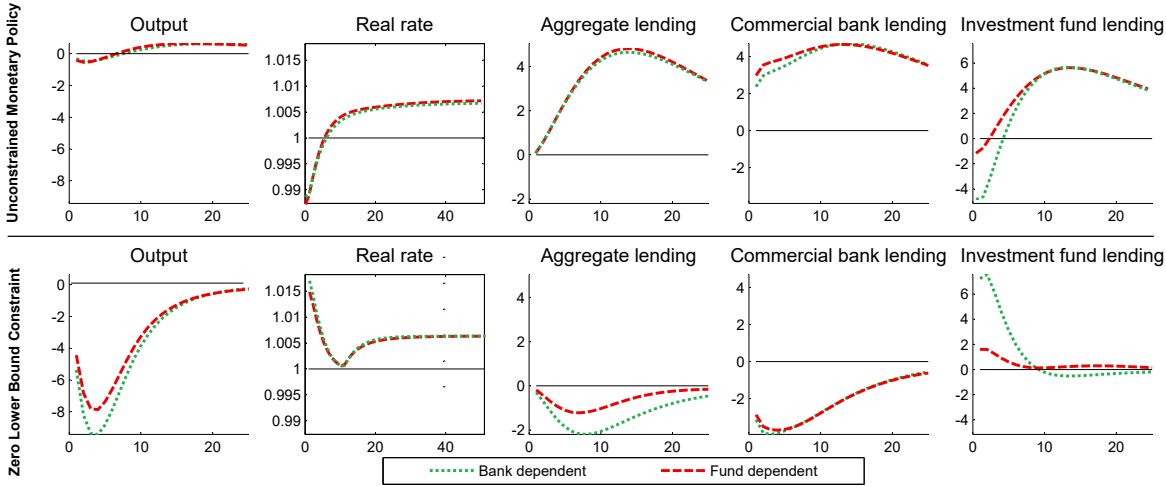 Unconstrained Monetary Policy
Output
0
-2
-4
-6
-8
0 10 20
Real rate
1.015
1.01
1.005
1
0.995
0.99
0 20 40
Aggregate lending
4
2
0
-2
0 10 20
Commercial bank lending
4
2
0
-2
0 10 20
Investment fund lending
6
4
2
0
-2
-4
0 10 20
Zero Lower Bound Constraint
Output
0
-2
-4
-6
-8
0 10 20
Real rate
1.015
1.01
1.005
1
0.995
0.99
0 20 40
Aggregate lending
4
2
0
-2
0 10 20
Commercial bank lending
4
2
0
-2
0 10 20
Investment fund lending
6
4
2
0
-2
-4
0 10 20
Bank dependent Fund dependent